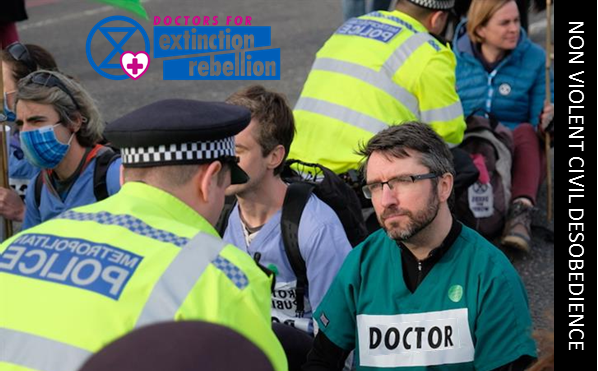 DOCTORS FOR
extinction
rebellion
POLICE
METROPOLITAN
POLICE
DOCTOR
NON VIOLENT CIVIL DESOBEDIENCE